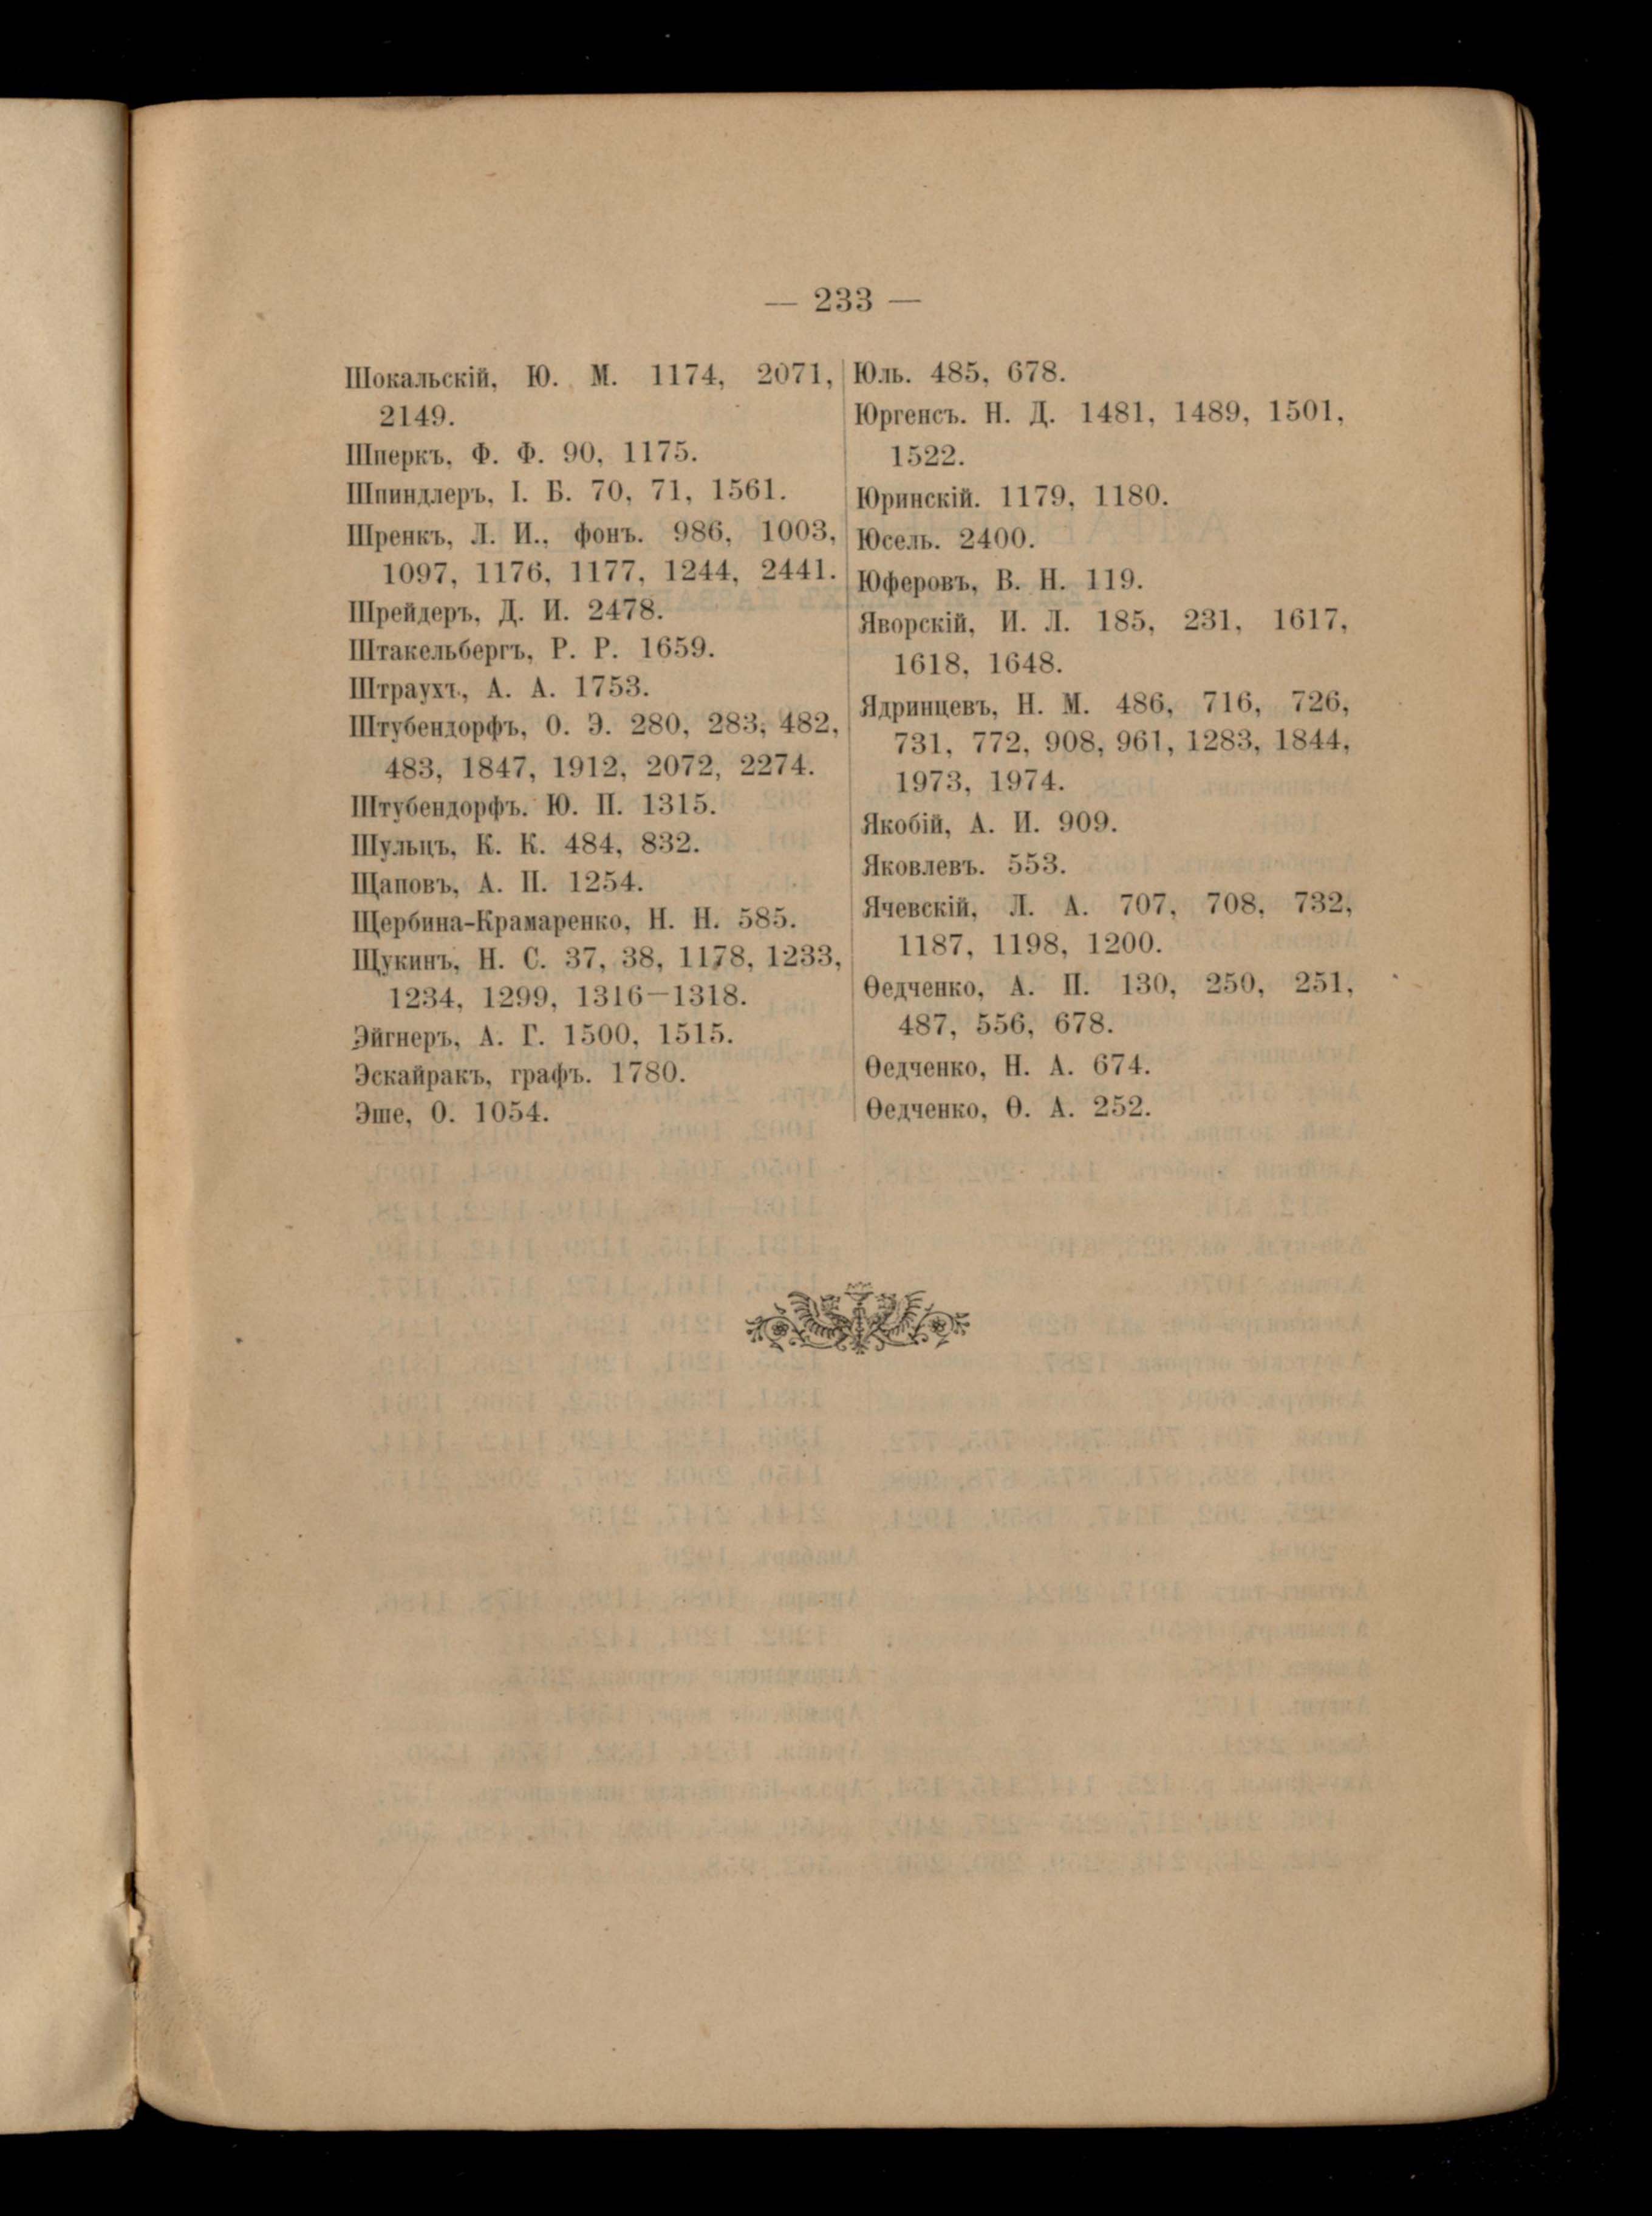 — 233 —
Шокальскій, Ю. М. 1174, 2071,
2149.
Шперкъ, Ф. Ф. 90, 1175.
Шпиндлеръ, І. Б. 70, 71, 1561.
Шренкъ, Л. И., фонъ. 986, 1003,
1097, 1176, 1177, 1244, 2441.
Шрейдеръ, Д. И. 2478.
Штакельбергъ, Р. Р. 1659.
Штраухъ, А. А. 1753.
Штубендорфъ, О. Э. 280, 283, 482,
483, 1847, 1912, 2072, 2274.
Штубендорфъ. Ю. П. 1315.
Шульцъ, К. К. 484, 832.
Щаповъ, А. П. 1254.
Щербина-Крамаренко, Н. Н. 585.
Щукинъ, Н. С. 37, 38, 1178, 1233,
1234, 1299, 1316—1318.
Эйгнеръ, А. Г. 1500, 1515.
Эскайракъ, графъ. 1780.
Эше, О. 1054.
Юль. 485, 678.
Юргенсъ. Н. Д. 1481, 1489, 1501,
1522.
Юринскій. 1179, 1180.
Юсель. 2400.
Юферовъ, В. Н. 119.
Яворскій, И. Л. 185, 231, 1617,
1618, 1648.
Ядринцевъ, Н. М. 486, 716, 726,
731, 772, 908, 961, 1283, 1844,
1973, 1974.
Якобій, А. И. 909.
Яковлевъ. 553.
Ячевскій, Л. А. 707, 708, 732,
1187, 1198, 1200.
Ѳедченко, А. П. 130, 250, 251,
487, 556, 678.
Ѳедченко, Н. А. 674.
Ѳедченко, Ѳ. А. 252.